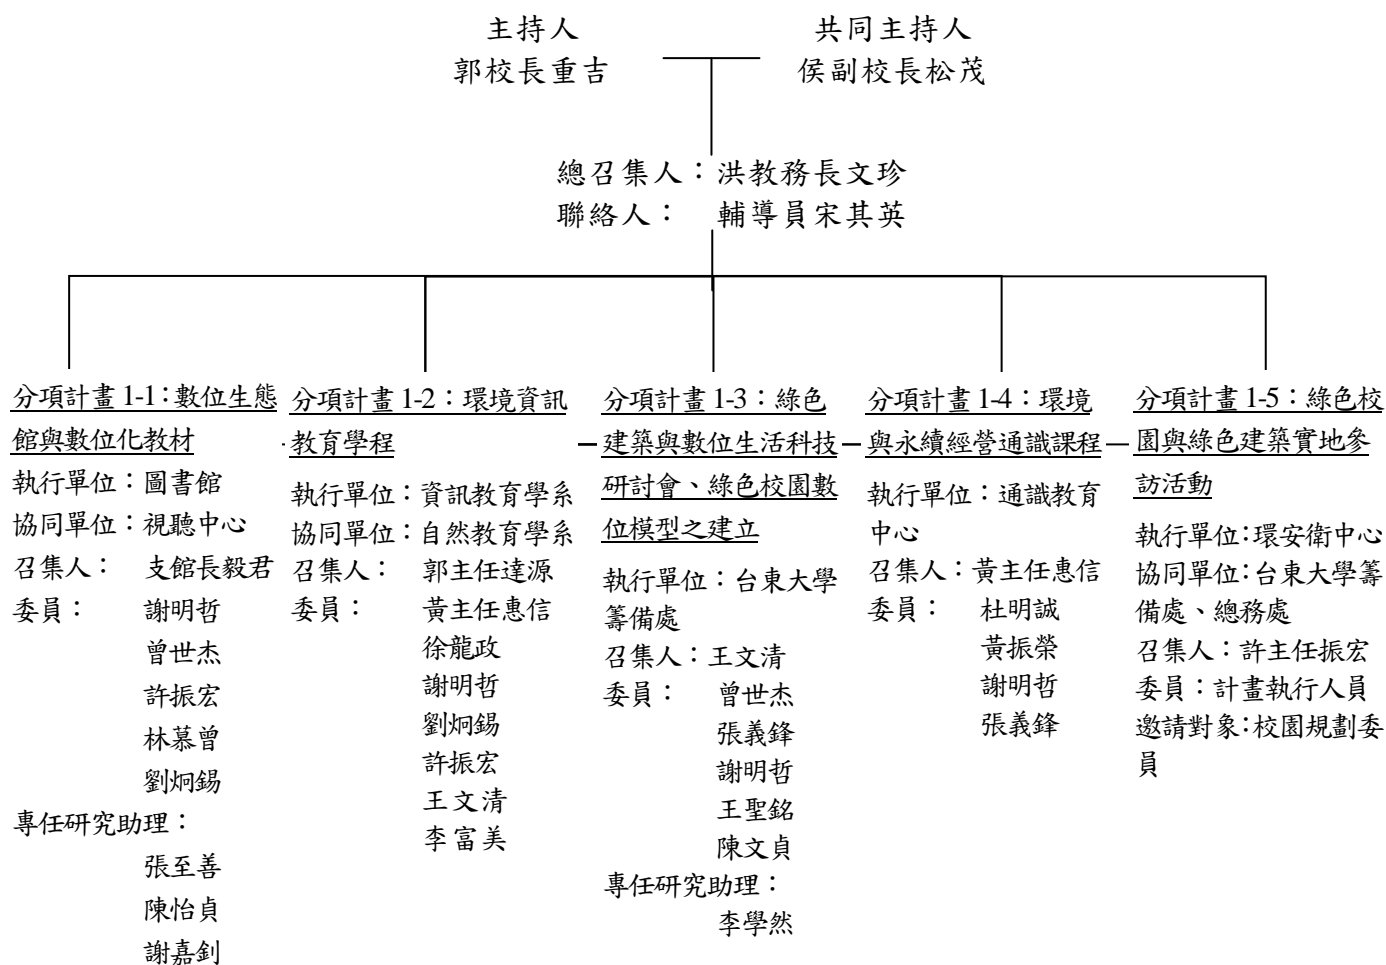 主持人
郭校長重吉
共同主持人
侯副校長松茂
總召集人：洪教務長文珍
聯絡人： 輔導員宋其英
分項計畫 1-1：數位生態
館與數位化教材
執行單位：圖書館
協同單位：視聽中心
召集人： 支館長毅君
委員： 謝明哲
曾世杰
許振宏
林慕曾
劉炯錫
專任研究助理：
張至善
陳怡貞
謝嘉釗
分項計畫 1-2：環境資訊
教育學程
執行單位：資訊教育學系
協同單位：自然教育學系
召集人： 郭主任達源
委員： 黃主任惠信
徐龍政
謝明哲
劉炯錫
許振宏
王文清
李富美
分項計畫 1-3：綠色
建築與數位生活科技
研討會、綠色校園數
位模型之建立
執行單位：台東大學
籌備處
召集人：王文清
委員： 曾世杰
張義鋒
謝明哲
王聖銘
陳文貞
專任研究助理：
李學然
分項計畫 1-4：環境
與永續經營通識課程
執行單位：通識教育
中心
召集人：黃主任惠信
委員： 杜明誠
黃振榮
謝明哲
張義鋒
分項計畫 1-5：綠色校
園與綠色建築實地參
訪活動
執行單位:環安衛中心
協同單位:台東大學籌
備處、總務處
召集人：許主任振宏
委員：計畫執行人員
邀請對象:校園規劃委
員